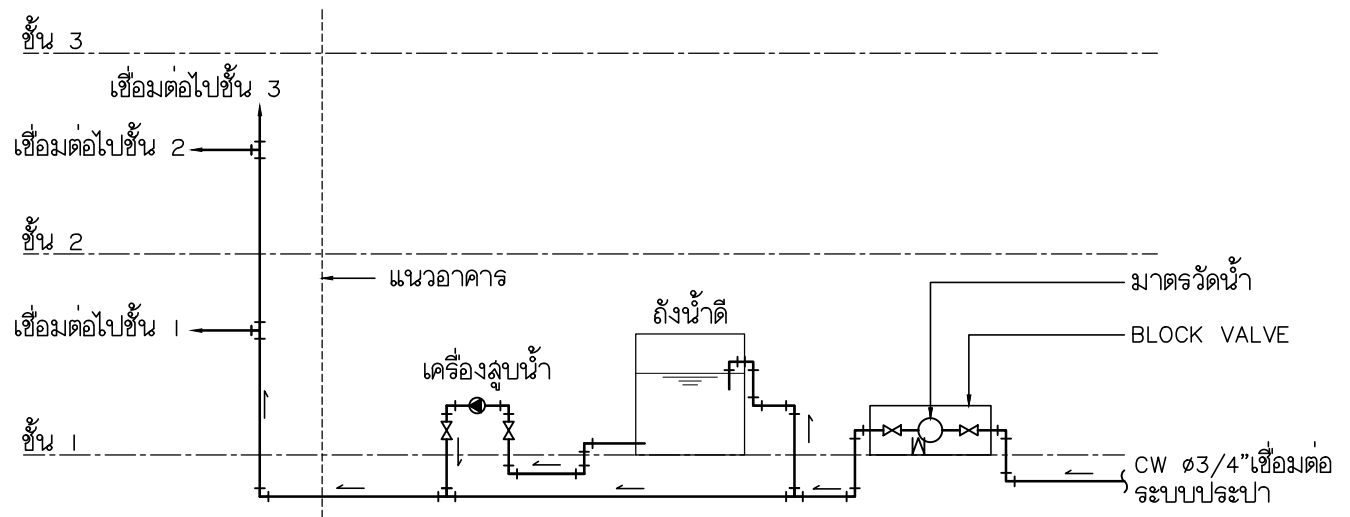 ชั้น 3
เชื่อมต่อไปชั้น 3
เชื่อมต่อไปชั้น 2
ชั้น 2
แนวอาคาร
มาตรวัดน้ำ
ถังน้ำดี
เชื่อมต่อไปชั้น 1
BLOCK VALVE
เครื่องสูบน้ำ
ชั้น 1
M
CW ø3/4"เชื่อมต่อ
ระบบประปา